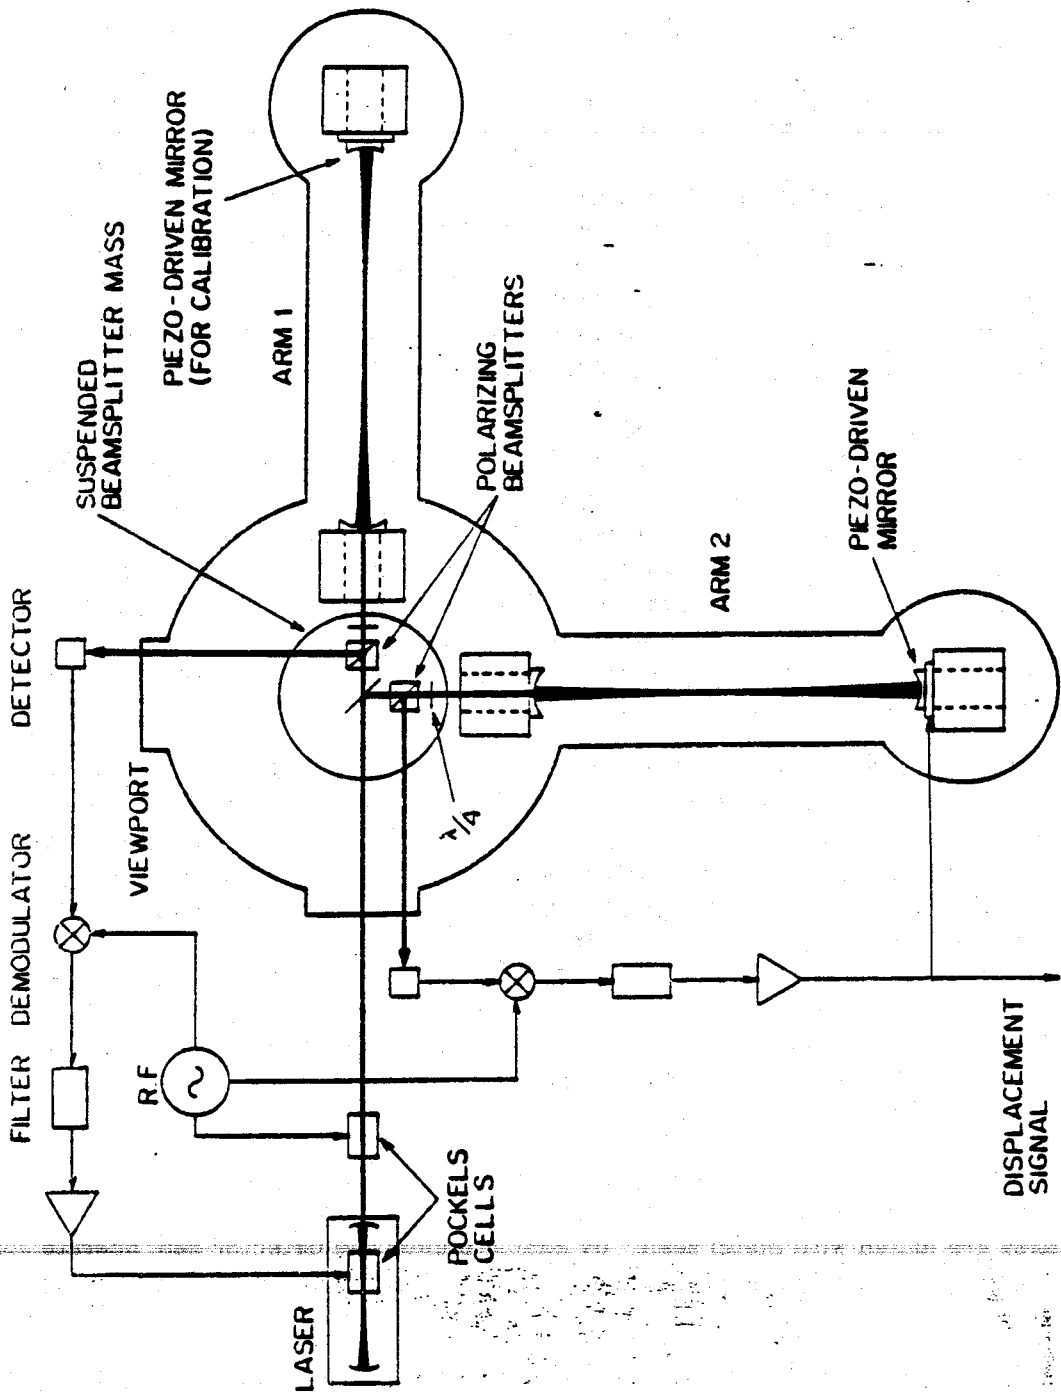 FILTER DEMODULATOR DETECTOR
VIEWPORT
R.F
SUSPENDED
BEAMSPLITTER MASS
PIEZO-DRIVEN MIRROR
(FOR CALIBRATION)
ARM 1
POLARIZING
BEAMSPLITTERS
λ/4
LASER
POCKELS
CELLS
ARM 2
PIEZO-DRIVEN
MIRROR
DISPLACEMENT
SIGNAL